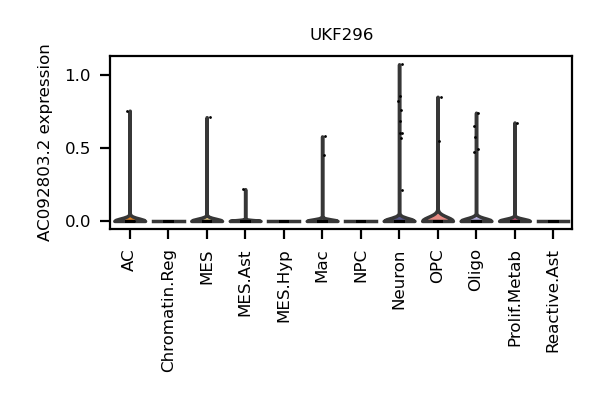 UKF296
AC092803.2 expression
1.0
0.5
0.0
AC
Chromatin.Reg
MES
MES.Ast
MES.Hyp
Mac
NPC
Neuron
OPC
Oligo
Prolif.Metab
Reactive.Ast